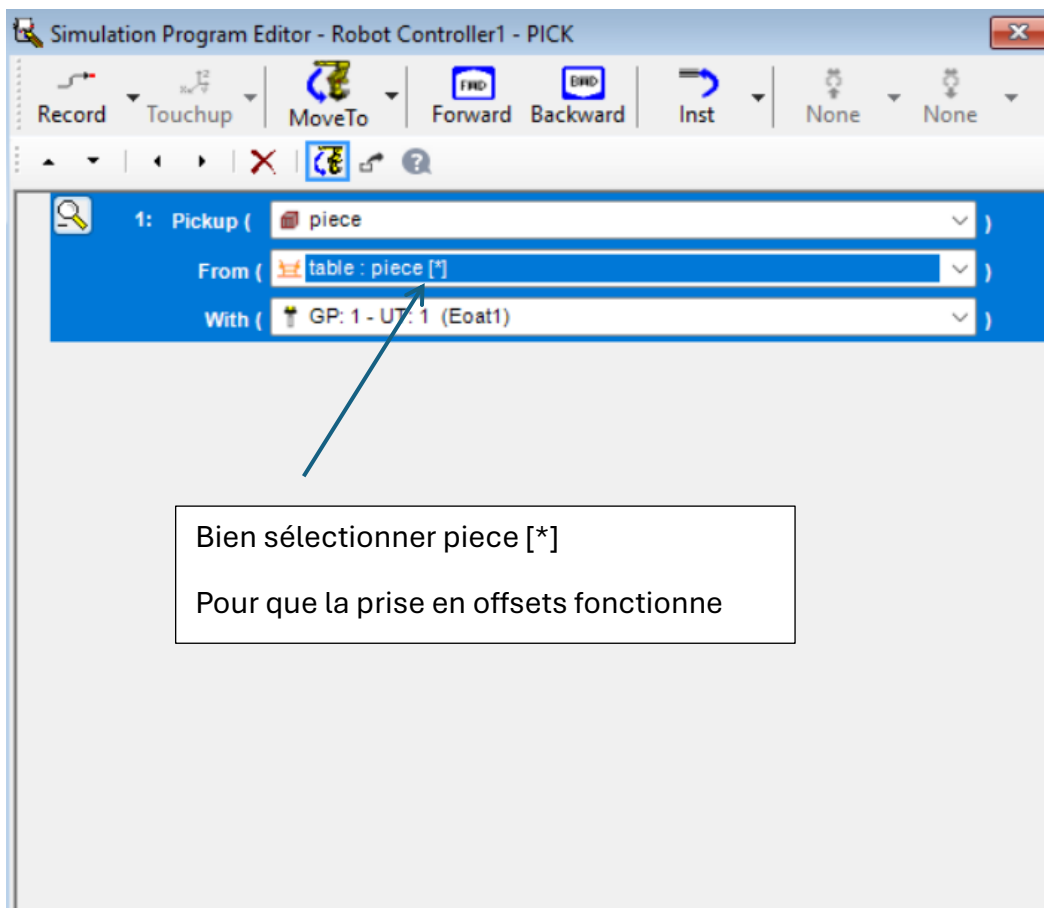 Simulation Program Editor - Robot Controller1 - PICK
Record Touchup MoveTo FWD Forward BWD Backward Inst None None
1: Pickup ( piece )
From ( table : piece [*] )
With ( GP: 1 - UT: 1 (Eoat1) )
Bien sélectionner piece [*]
Pour que la prise en offsets fonctionne